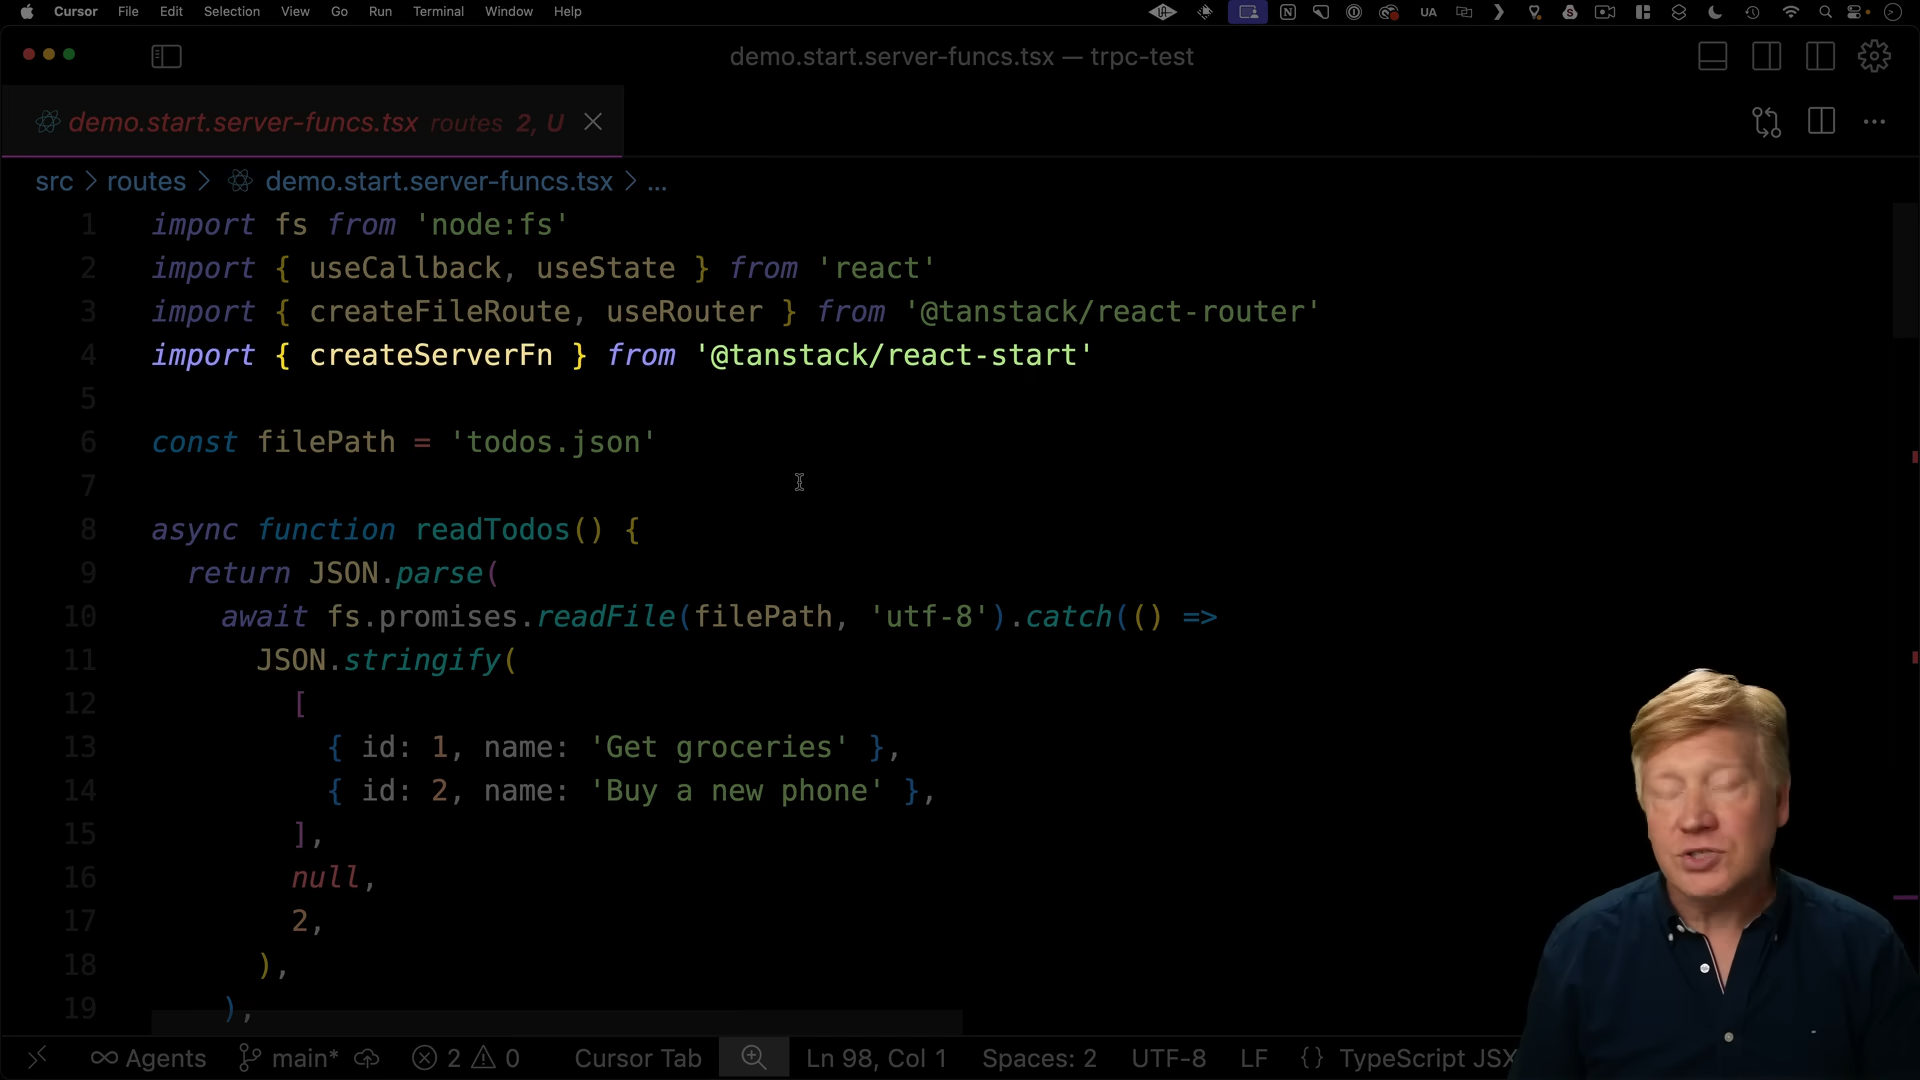 Cursor File Edit Selection View Go Run Terminal Window Help UA
demo.start.server-funcs.tsx — trpc-test
demo.start.server-funcs.tsx routes 2, U
src > routes > demo.start.server-funcs.tsx > ...
1 import fs from 'node:fs'
2 import { useCallback, useState } from 'react'
3 import { createFileRoute, useRouter } from '@tanstack/react-router'
4 import { createServerFn } from '@tanstack/react-start'
5
6 const filePath = 'todos.json'
7
8 async function readTodos() {
9 return JSON.parse(
10 await fs.promises.readFile(filePath, 'utf-8').catch(() =>
11 JSON.stringify(
12 [
13 { id: 1, name: 'Get groceries' },
14 { id: 2, name: 'Buy a new phone' },
15 ],
16 null,
17 2,
18 ),
19 ),
Agents main* 2 0 Cursor Tab Ln 98, Col 1 Spaces: 2 UTF-8 LF {} TypeScript JSX